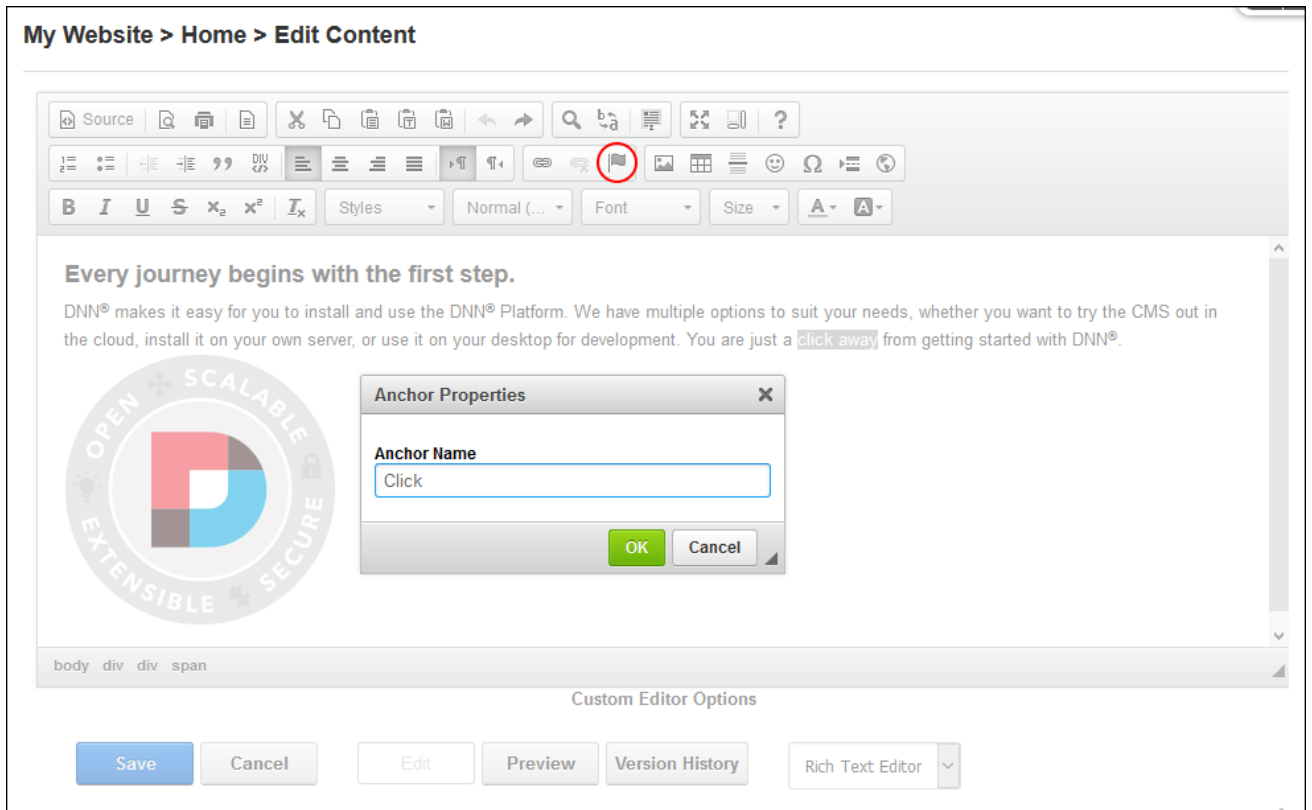 My Website > Home > Edit Content
Source
DIV
B I U S x₂ x² Ix Styles Normal (... Font Size A A
Every journey begins with the first step.
DNN® makes it easy for you to install and use the DNN® Platform. We have multiple options to suit your needs, whether you want to try the CMS out in
the cloud, install it on your own server, or use it on your desktop for development. You are just a click away from getting started with DNN®.
OPEN SCALABLE SECURE EXTENSIBLE
Anchor Properties
Anchor Name
Click
OK Cancel
body div div span
Custom Editor Options
Save Cancel Edit Preview Version History Rich Text Editor